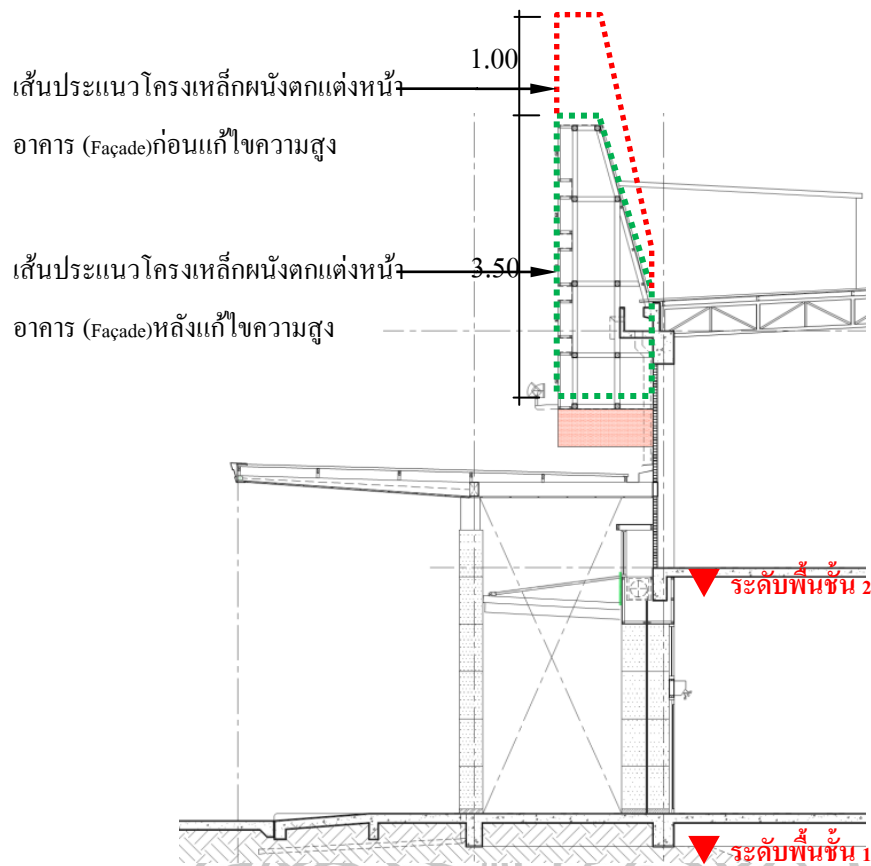 1.00
เส้นประแนวโครงเหล็กผนังตกแต่งหน้า
อาคาร (Façade)ก่อนแก้ไขความสูง
เส้นประแนวโครงเหล็กผนังตกแต่งหน้า
3.50
อาคาร (Façade)หลังแก้ไขความสูง
ระดับพื้นชั้น 2
ระดับพื้นชั้น 1